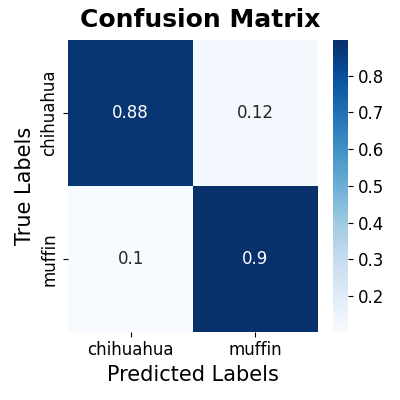 Confusion Matrix
True Labels
chihuahua
0.88
0.12
muffin
0.1
0.9
chihuahua
muffin
Predicted Labels
0.8
0.7
0.6
0.5
0.4
0.3
0.2